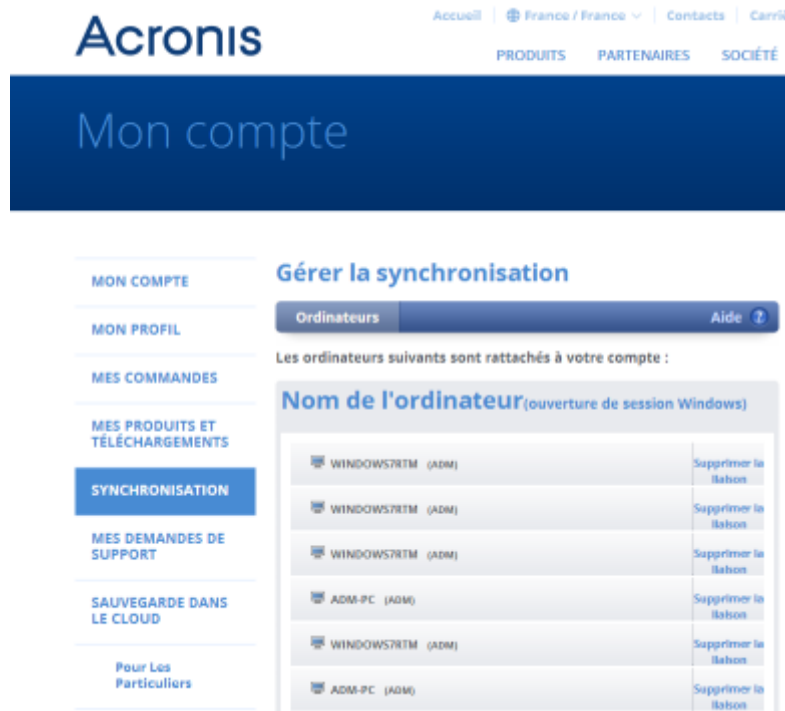 Accueil France / France Contacts Carriè
Acronis
PRODUITS PARTENAIRES SOCIÉTÉ
Mon compte
MON COMPTE
MON PROFIL
MES COMMANDES
MES PRODUITS ET
TÉLÉCHARGEMENTS
SYNCHRONISATION
MES DEMANDES DE
SUPPORT
SAUVEGARDE DANS
LE CLOUD
Pour Les
Particuliers
Gérer la synchronisation
Ordinateurs Aide ?
Les ordinateurs suivants sont rattachés à votre compte :
Nom de l'ordinateur(ouverture de session Windows)
WINDOWS7RTM (ADM) Supprimer la
liaison
WINDOWS7RTM (ADM) Supprimer la
liaison
WINDOWS7RTM (ADM) Supprimer la
liaison
ADM-PC (ADM) Supprimer la
liaison
WINDOWS7RTM (ADM) Supprimer la
liaison
ADM-PC (ADM) Supprimer la
liaison